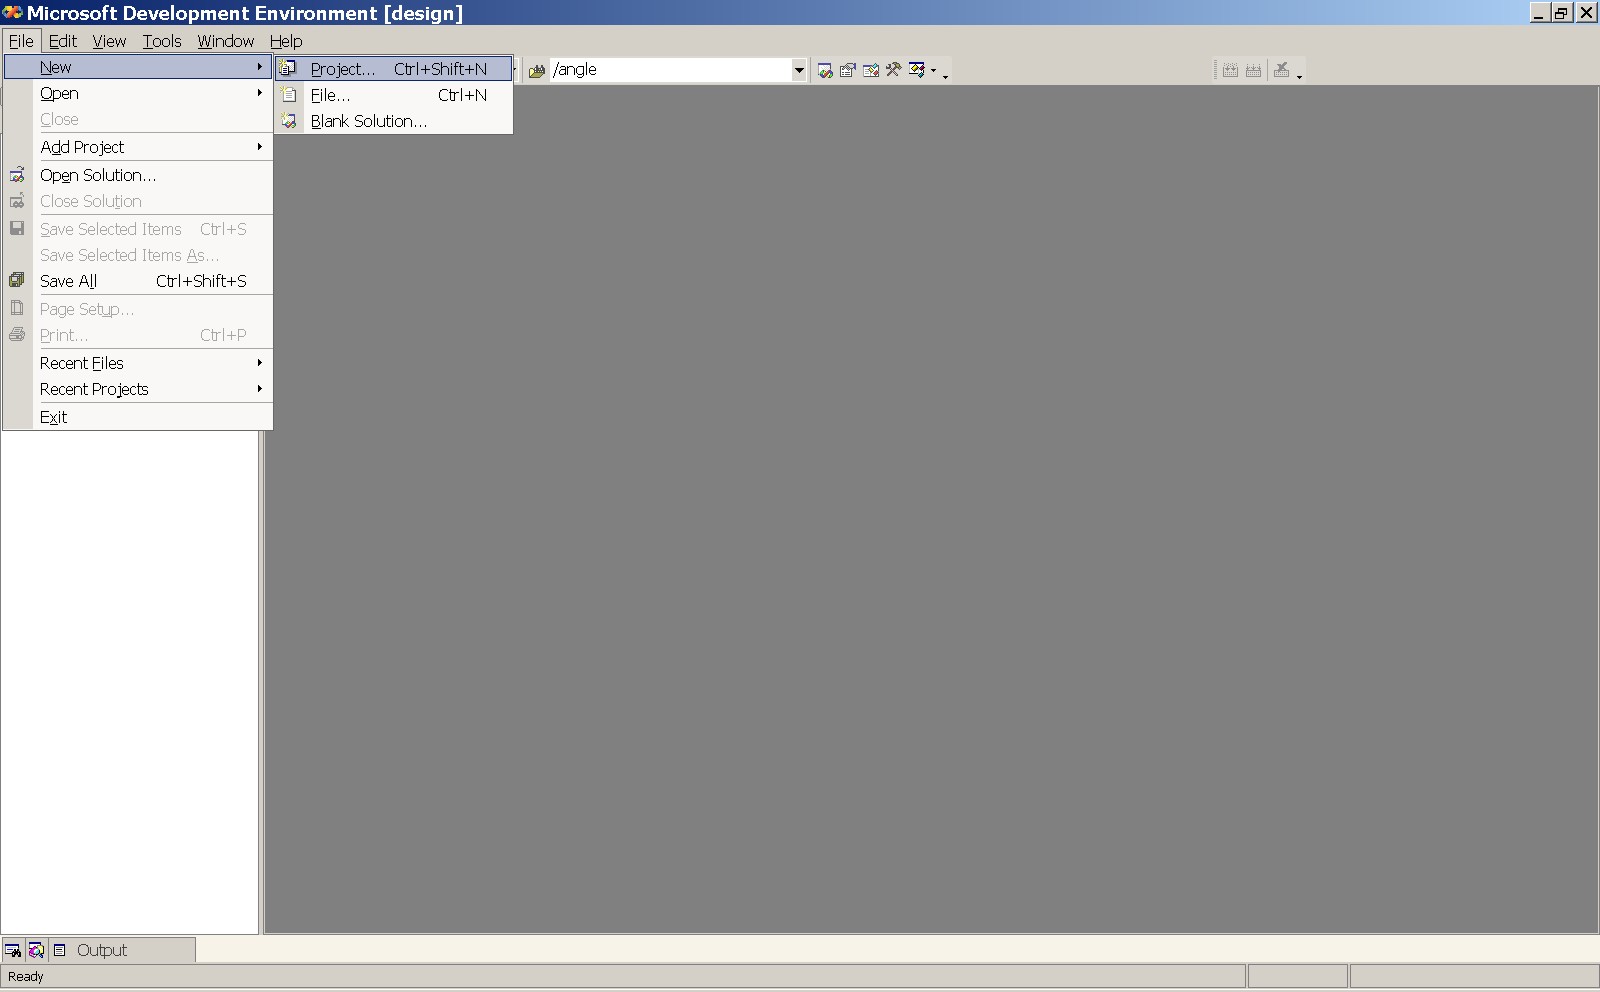 Microsoft Development Environment [design]
File Edit View Tools Window Help
/angle
New
Open
Close
Add Project
Open Solution...
Close Solution
Save Selected Items Ctrl+S
Save Selected Items As...
Save All Ctrl+Shift+S
Page Setup...
Print... Ctrl+P
Recent Files
Recent Projects
Exit
Project... Ctrl+Shift+N
File... Ctrl+N
Blank Solution...
Output
Ready